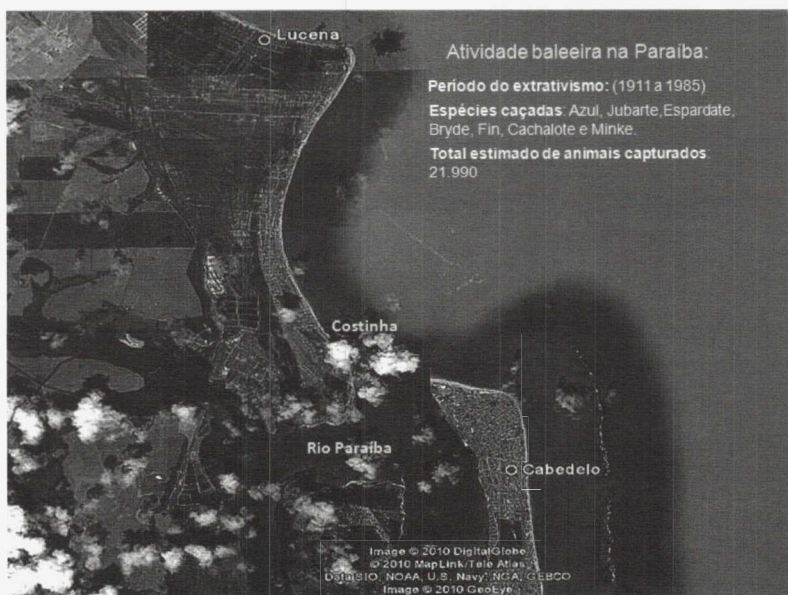 Lucena
Atividade baleeira na Paraíba:
Período do extrativismo: (1911 a 1985)
Espécies caçadas: Azul, Jubarte,Espardate,
Bryde, Fin, Cachalote e Minke.
Total estimado de animais capturados:
21.990
Costinha
Rio Paraíba
Cabedelo
Image © 2010 DigitalGlobe
© 2010 MapLink/Tele Atlas
Data SIO, NOAA, U.S. Navy, NGA, GEBCO
Image © 2010 GeoEye